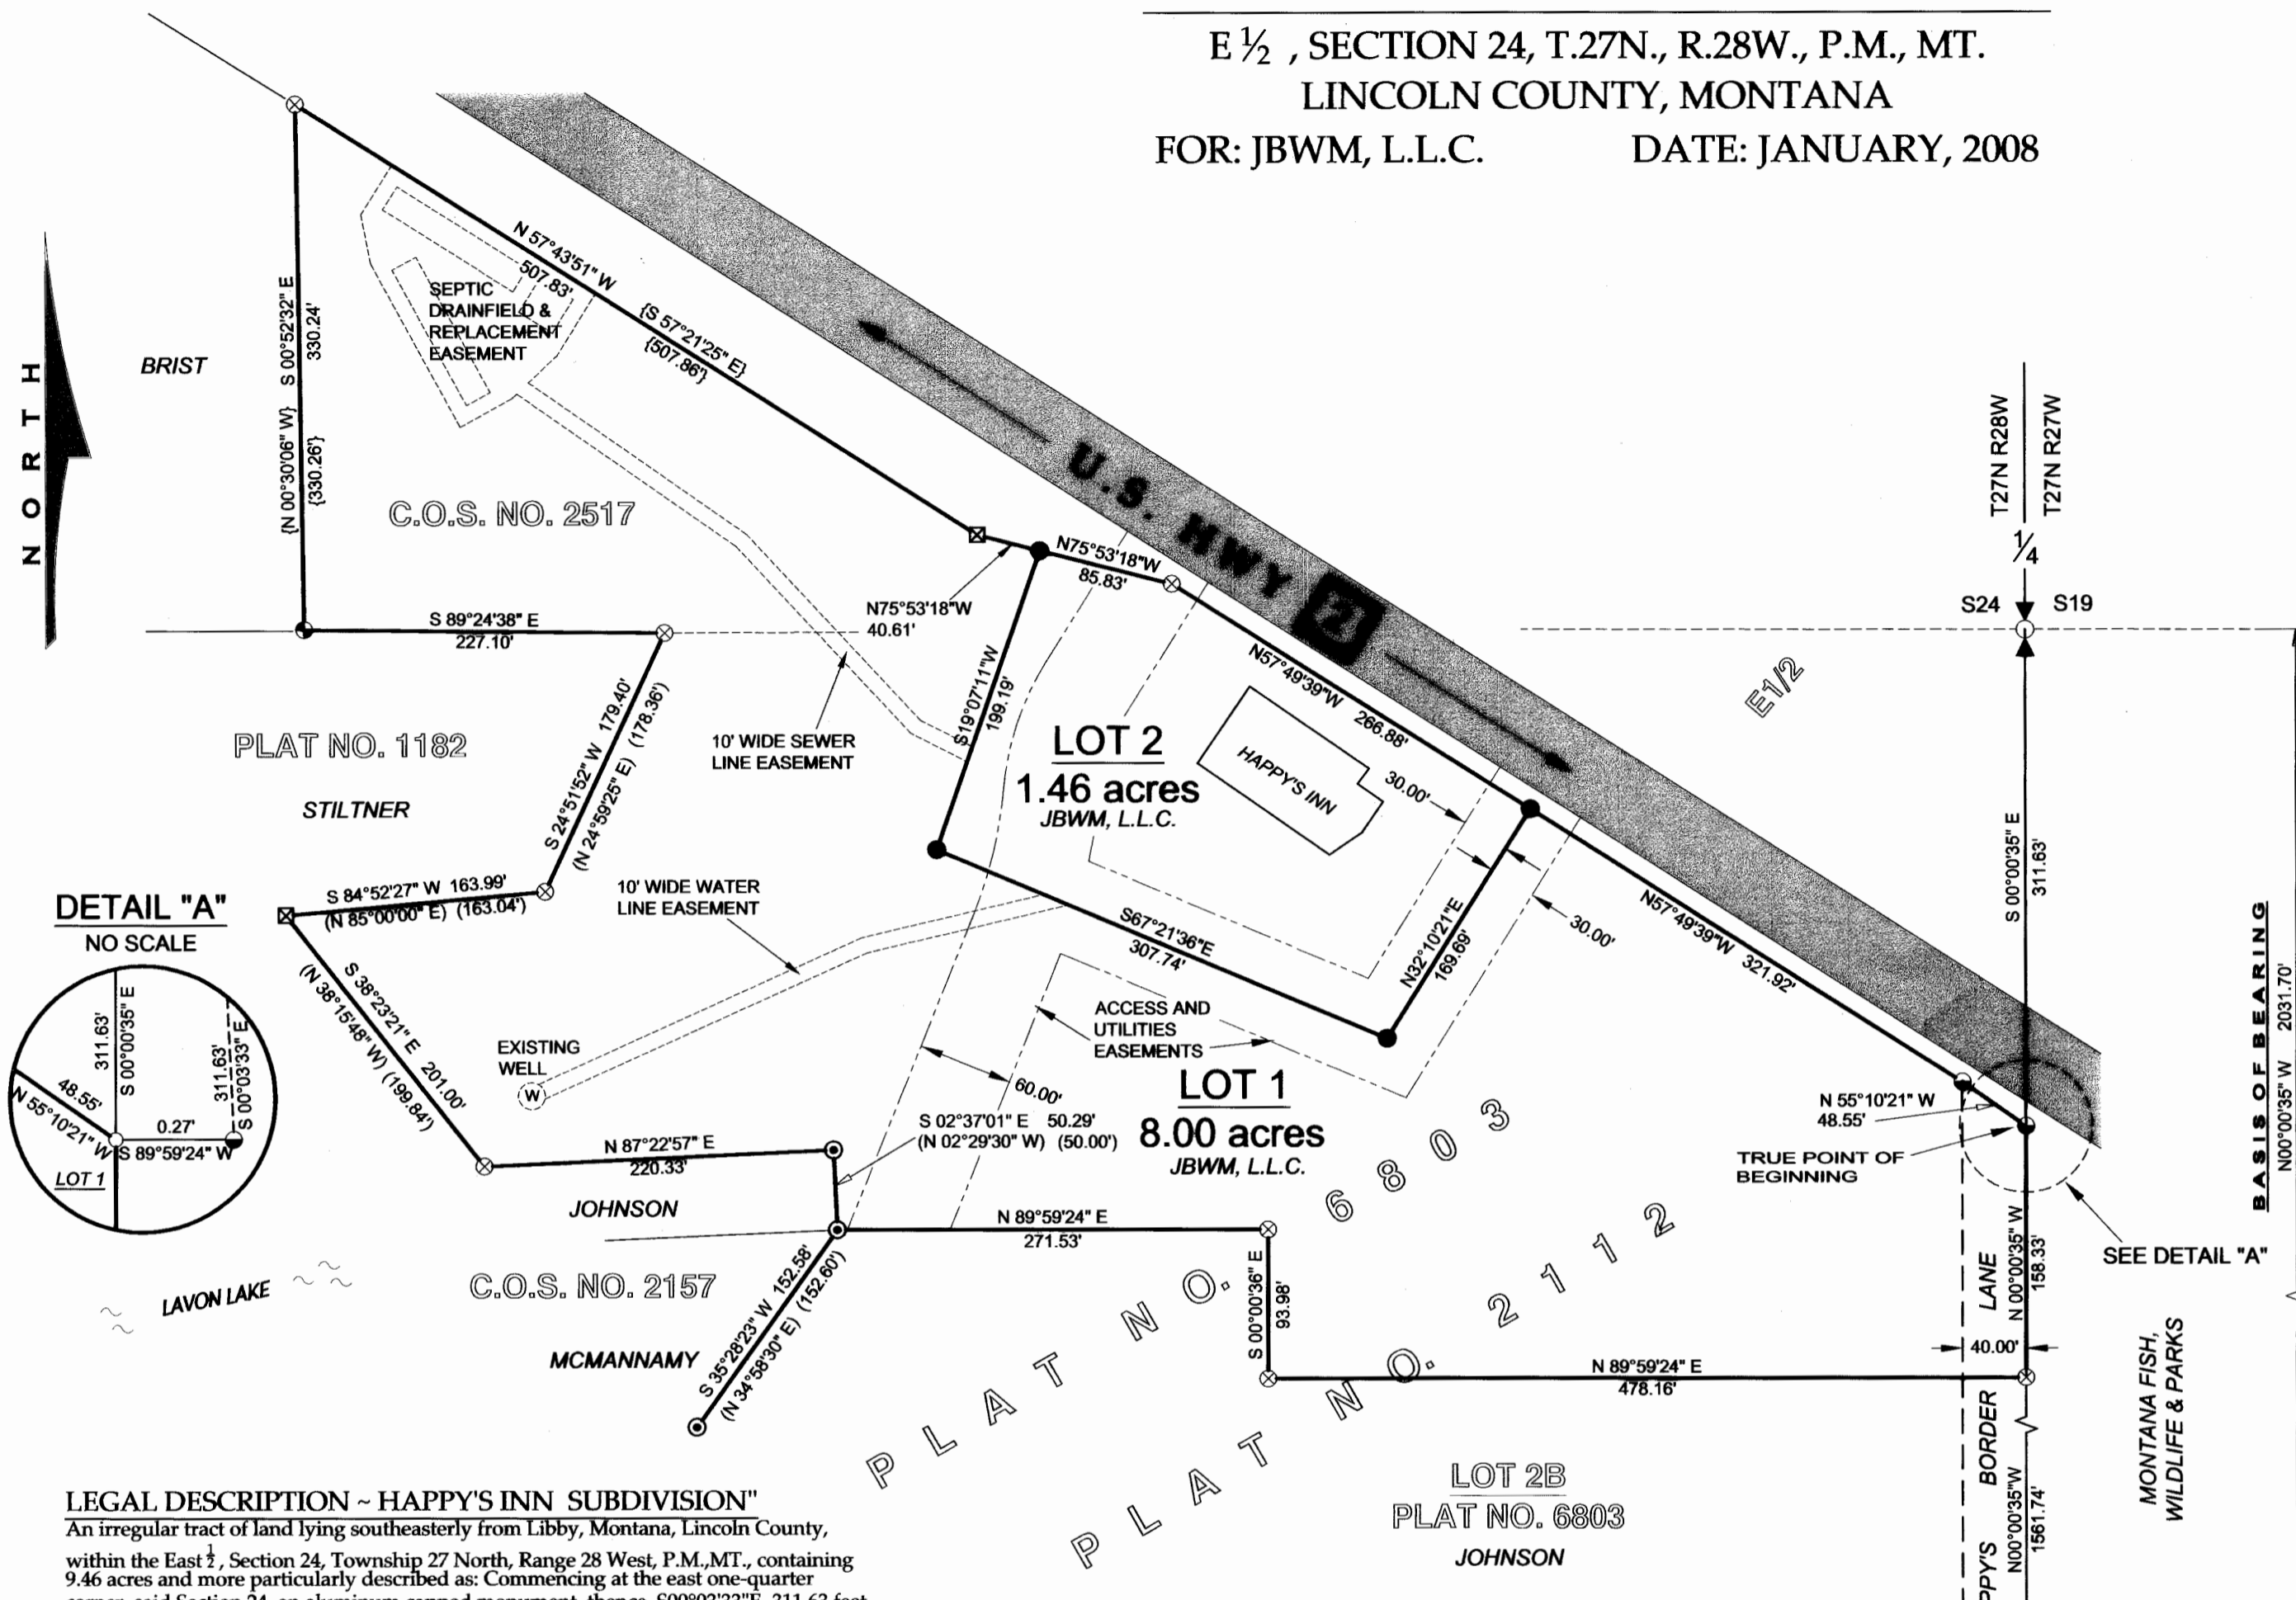 E ½ , SECTION 24, T.27N., R.28W., P.M., MT.
LINCOLN COUNTY, MONTANA
FOR: JBWM, L.L.C. DATE: JANUARY, 2008
NORTH
BRIST
S 00°52'32" E
330.24'
{N 00°30'06" W}
{330.26'}
SEPTIC
DRAINFIELD &
REPLACEMENT
EASEMENT
N 57°43'51" W
507.83'
{S 57°21'25" E}
{507.86'}
U.S. HWY 2
C.O.S. NO. 2517
S 89°24'38" E
227.10'
N75°53'18"W
40.61'
N75°53'18"W
85.83'
T27N R28W
T27N R27W
1/4
S24 S19
E1/2
PLAT NO. 1182
STILTNER
S 24°51'52" W 179.40'
(N 24°59'25" E) (178.36')
10' WIDE SEWER
LINE EASEMENT
S19°07'11"W
199.19'
LOT 2
1.46 acres
JBWM, L.L.C.
HAPPY'S INN
N57°49'39"W 266.88'
30.00'
30.00'
N32°10'21"E
169.69'
S67°21'36"E
307.74'
N57°49'39"W 321.92'
S 00°00'35" E
311.63'
BASIS OF BEARING
N00°00'35" W 2031.70'
S 84°52'27" W 163.99'
(N 85°00'00" E) (163.04')
10' WIDE WATER
LINE EASEMENT
DETAIL "A"
NO SCALE
311.63'
S 00°00'35" E
311.63'
S 00°03'33" E
48.55'
N 55°10'21" W
0.27'
S 89°59'24" W
LOT 1
S 38°23'21" E 201.00'
(N 38°15'48" W) (199.84')
EXISTING
WELL
W
ACCESS AND
UTILITIES
EASEMENTS
60.00'
LOT 1
8.00 acres
JBWM, L.L.C.
S 02°37'01" E 50.29'
(N 02°29'30" W) (50.00')
N 87°22'57" E
220.33'
JOHNSON
N 89°59'24" E
271.53'
S 00°00'36" E
93.98'
N 55°10'21" W
48.55'
TRUE POINT OF
BEGINNING
N 00°00'35" W
158.33'
SEE DETAIL "A"
LAVON LAKE
C.O.S. NO. 2157
MCMANNAMY
S 35°28'23" W 152.58'
(N 34°58'30" E) (152.60')
PLAT NO. 6803
PLAT NO. 2112
N 89°59'24" E
478.16'
40.00'
PPY'S BORDER LANE
N00°00'35"W
1561.74'
MONTANA FISH,
WILDLIFE & PARKS
LOT 2B
PLAT NO. 6803
JOHNSON
LEGAL DESCRIPTION ~ HAPPY'S INN SUBDIVISION"
An irregular tract of land lying southeasterly from Libby, Montana, Lincoln County,
within the East ½, Section 24, Township 27 North, Range 28 West, P.M.,MT., containing
9.46 acres and more particularly described as: Commencing at the east one-quarter